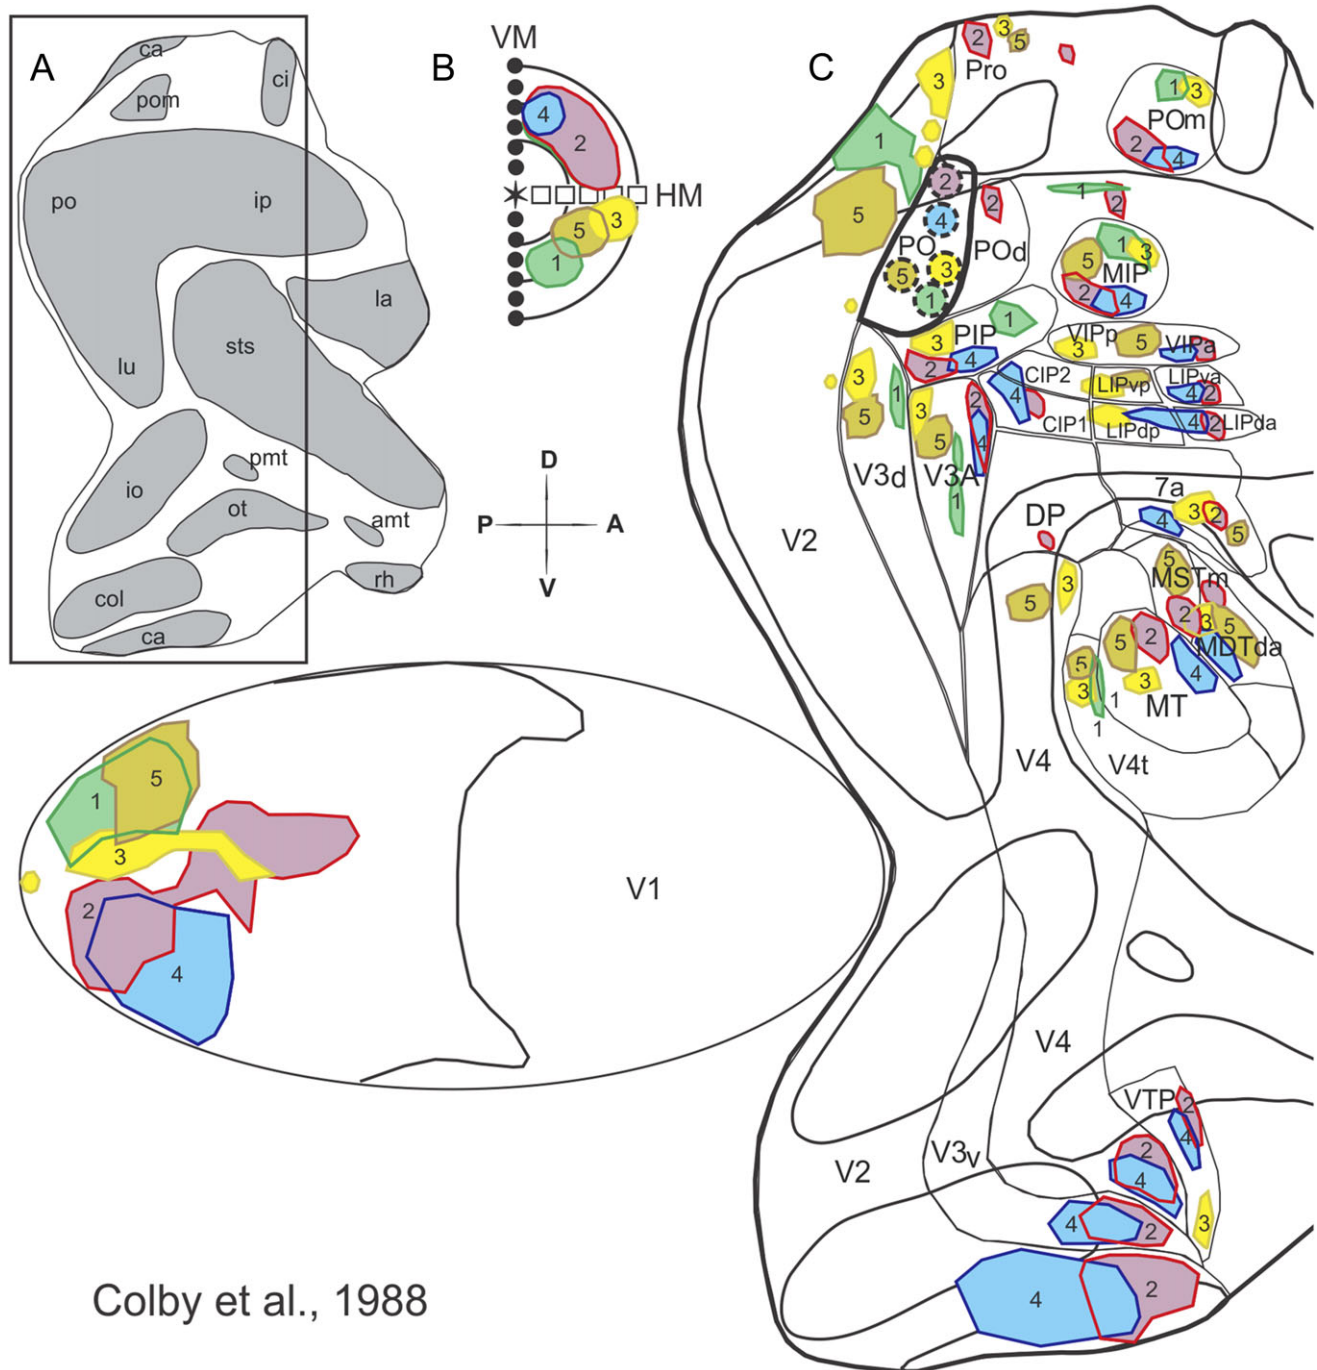 A
ca
ci
pom
po
ip
la
sts
lu
pmt
io
ot
amt
rh
col
ca
B
VM
4
2
HM
3
5
1
D
P
A
V
C
2
3
5
Pro
3
1
3
POm
2
4
1
5
2
4
PO
5
3
1
2
POd
1
2
1
3
5
MIP
2
4
1
3
PIP
2
4
VIPp
3
5
VIPa
3
1
5
V3d
3
5
V3A
1
2
4
4
CIP2
CIP1
LIPvp
LIPva
4
2
LIPdp
4
2
LIPda
V2
7a
4
3
2
5
DP
5
3
5
MSTm
2
3
5
MDTda
5
2
4
3
MT
5
3
1
1
V4t
V4
1
5
3
2
4
V1
V4
VTP
2
4
2
4
3
V2
V3v
4
2
4
2
Colby et al., 1988